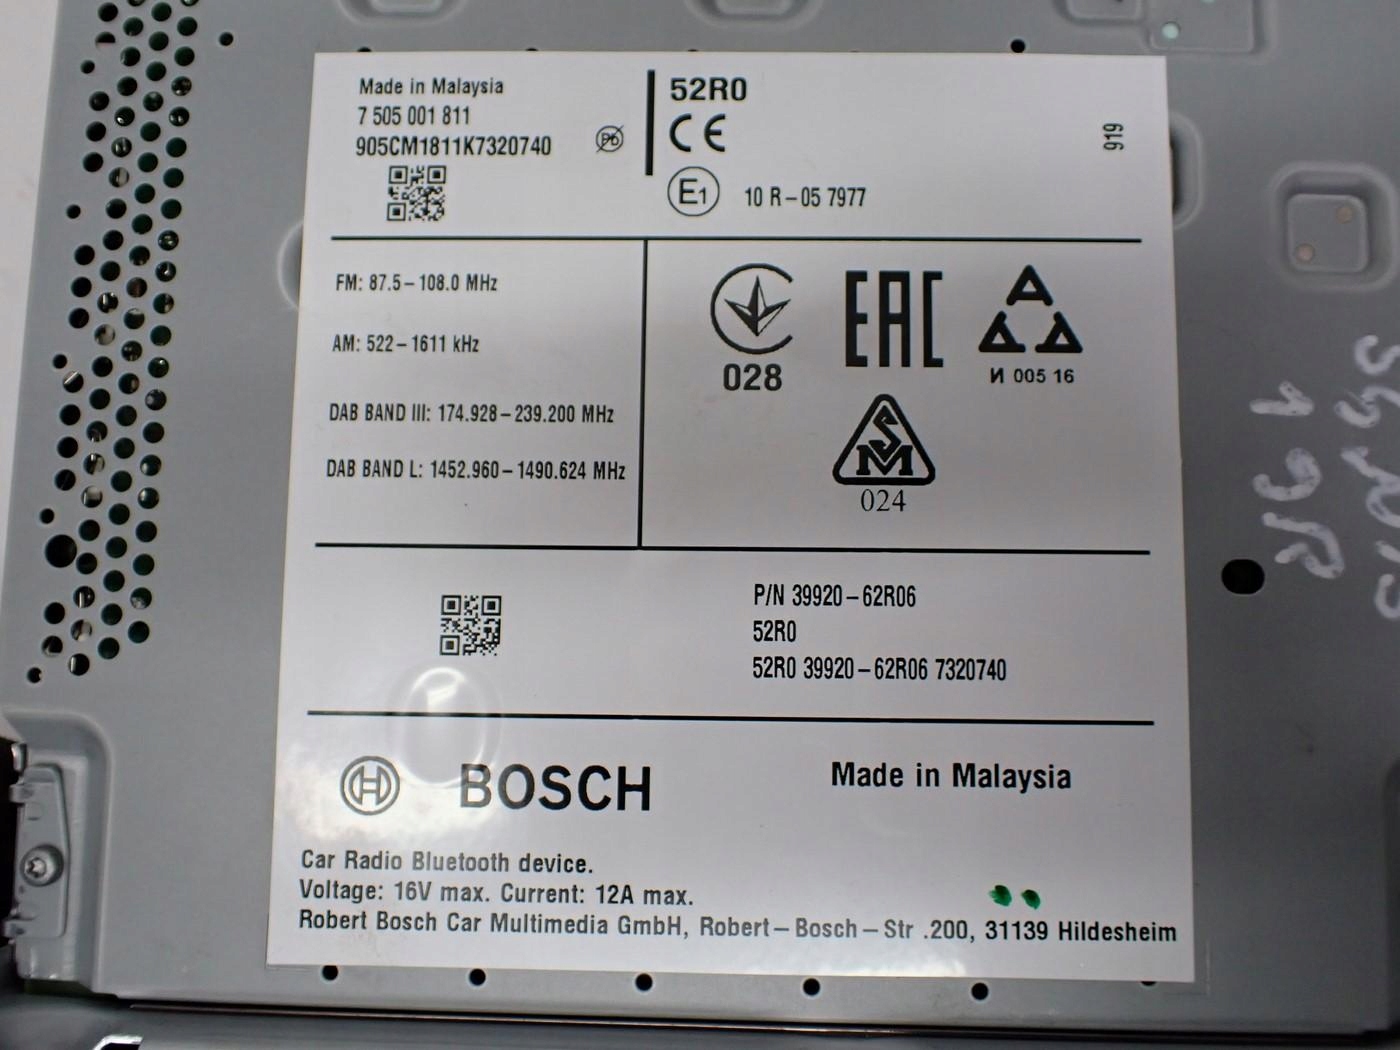 Made in Malaysia
7 505 001 811
905CM1811K7320740
Pb
52R0
CE
E1 10 R-05 7977
919
FM: 87.5-108.0 MHz
AM: 522-1611 kHz
DAB BAND III: 174.928-239.200 MHz
DAB BAND L: 1452.960-1490.624 MHz
028
EAC
И 005 16
SM
024
P/N 39920-62R06
52R0
52R0 39920-62R06 7320740
BOSCH
Made in Malaysia
Car Radio Bluetooth device.
Voltage: 16V max. Current: 12A max.
Robert Bosch Car Multimedia GmbH, Robert-Bosch-Str .200, 31139 Hildesheim
19R